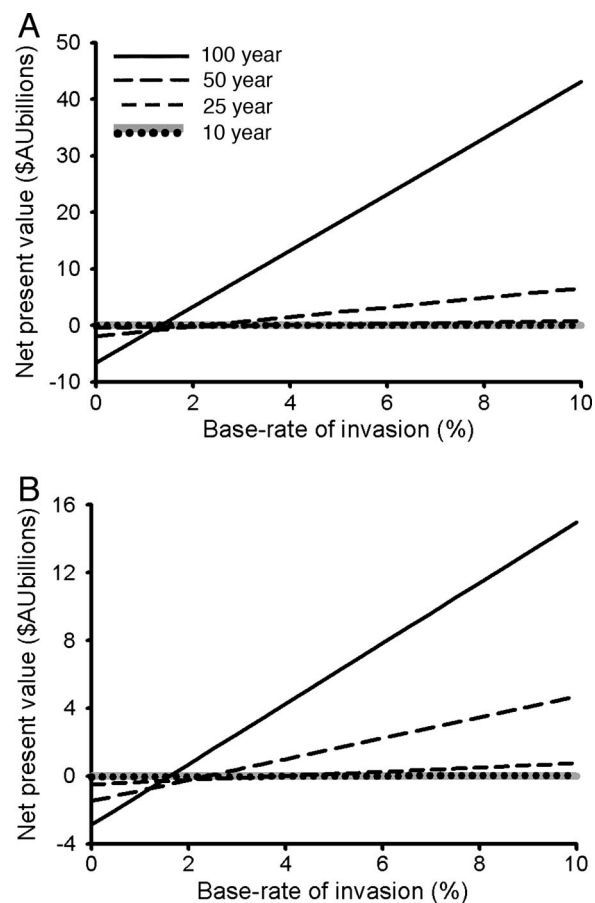 A
Net present value ($AUbillions)
50
40
30
20
10
0
-10
100 year
50 year
25 year
10 year
0
2
4
6
8
10
Base-rate of invasion (%)
B
Net present value ($AUbillions)
16
12
8
4
0
-4
0
2
4
6
8
10
Base-rate of invasion (%)